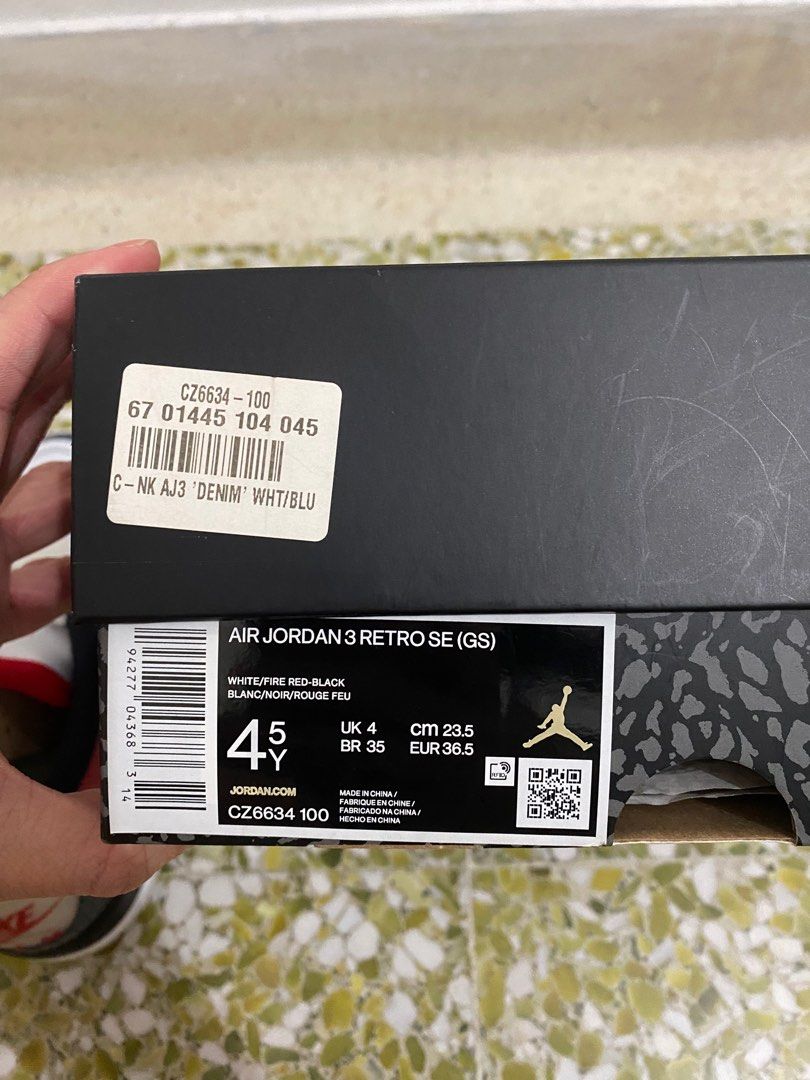 CZ6634-100
67 01445 104 045
C-NK AJ3 'DENIM' WHT/BLU
AIR JORDAN 3 RETRO SE (GS)
WHITE/FIRE RED-BLACK
BLANC/NOIR/ROUGE FEU
4 5 Y
UK 4
BR 35
cm 23.5
EUR 36.5
JORDAN.COM
CZ6634 100
MADE IN CHINA /
FABRIQUE EN CHINE /
FABRICADO NA CHINA /
HECHO EN CHINA
RFID
94277 04368 3 14